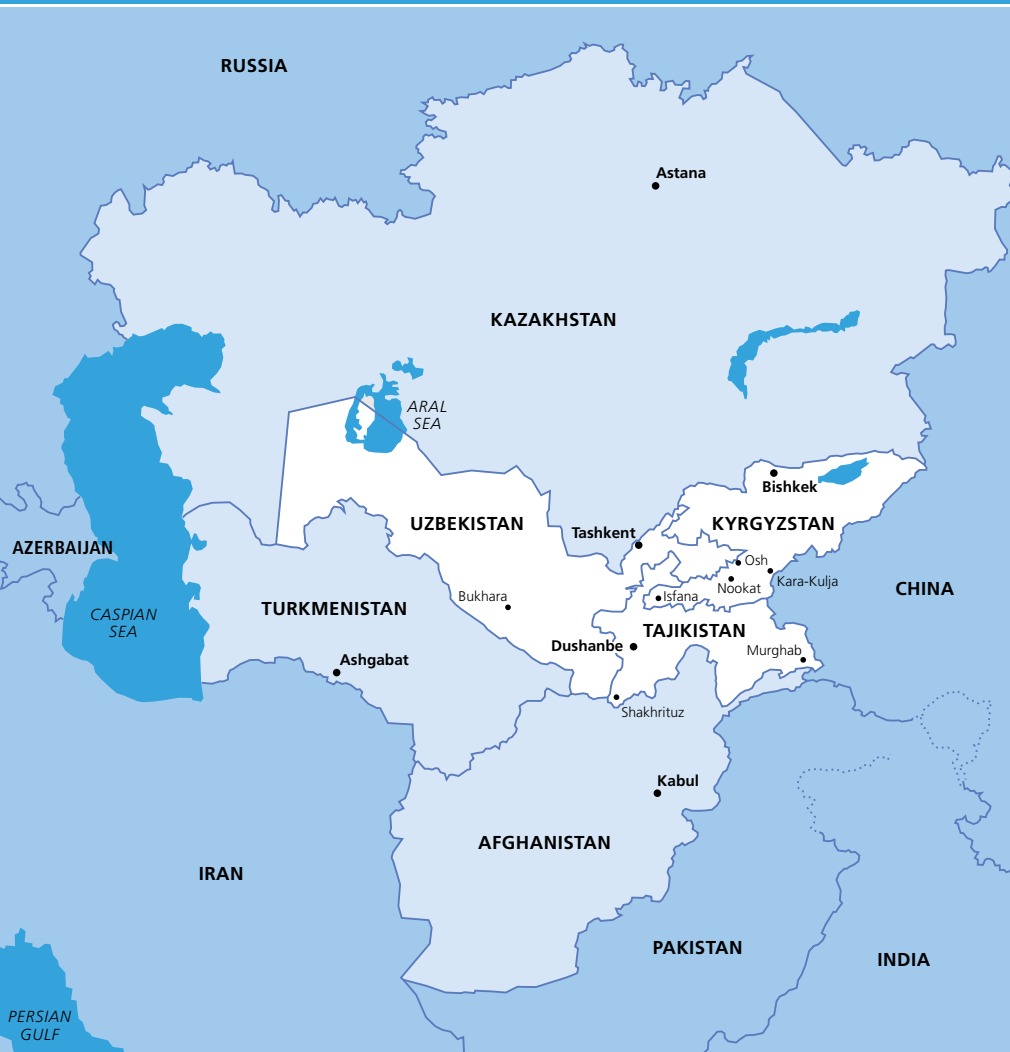 RUSSIA
Astana
KAZAKHSTAN
ARAL
SEA
Bishkek
UZBEKISTAN
KYRGYZSTAN
Tashkent
AZERBAIJAN
Osh
Kara-Kulja
Nookat
CHINA
Isfana
Bukhara
TURKMENISTAN
CASPIAN
SEA
TAJIKISTAN
Dushanbe
Murghab
Ashgabat
Shakhrituz
Kabul
AFGHANISTAN
IRAN
PAKISTAN
INDIA
PERSIAN
GULF